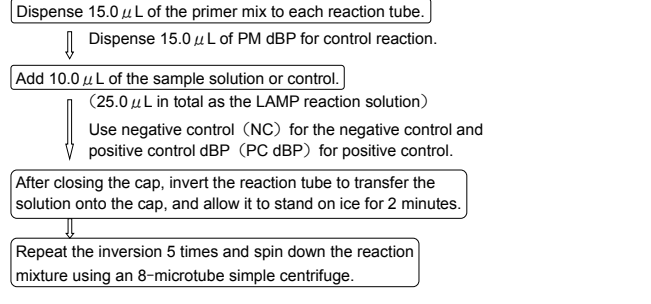 Dispense 15.0 μL of the primer mix to each reaction tube.
Dispense 15.0 μL of PM dBP for control reaction.
Add 10.0 μL of the sample solution or control.
（25.0 μL in total as the LAMP reaction solution）
Use negative control（NC）for the negative control and
positive control dBP（PC dBP）for positive control.
After closing the cap, invert the reaction tube to transfer the
solution onto the cap, and allow it to stand on ice for 2 minutes.
Repeat the inversion 5 times and spin down the reaction
mixture using an 8-microtube simple centrifuge.